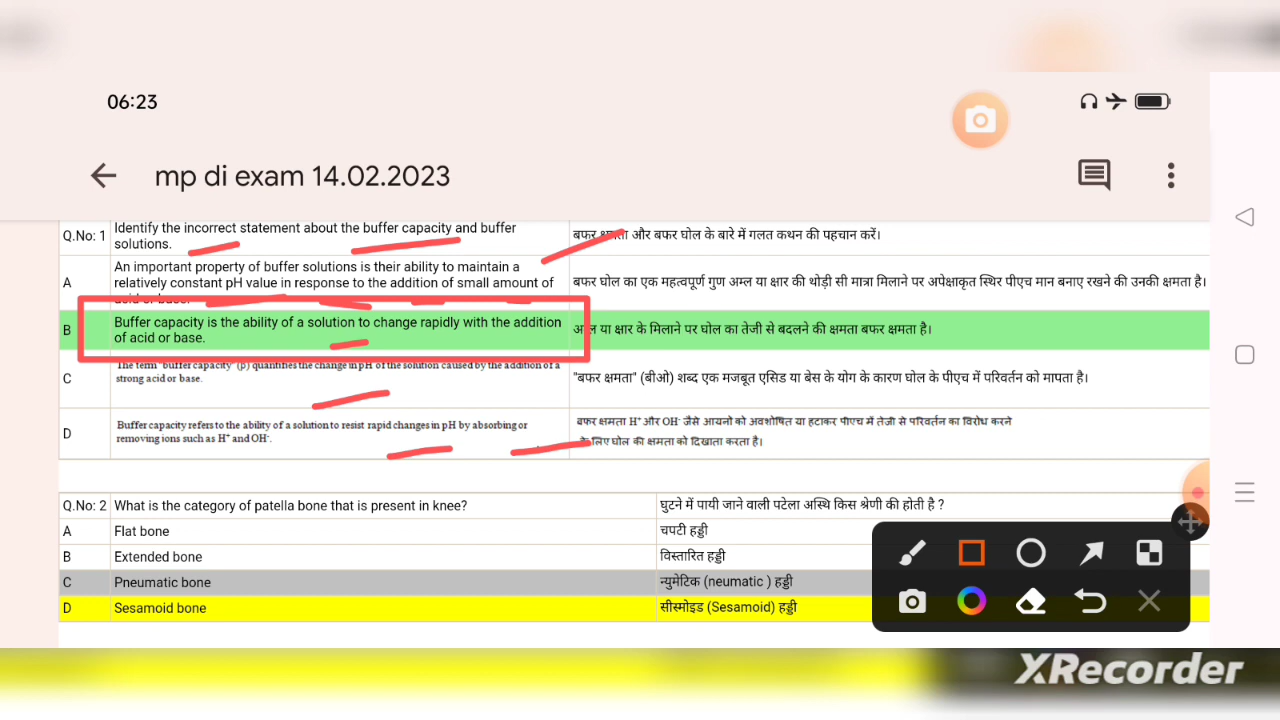 06:23
mp di exam 14.02.2023
Q.No: 1
Identify the incorrect statement about the buffer capacity and buffer
solutions.
बफर क्षमता और बफर घोल के बारे में गलत कथन की पहचान करें।
A
An important property of buffer solutions is their ability to maintain a
relatively constant pH value in response to the addition of small amount of
acid or base.
बफर घोल का एक महत्वपूर्ण गुण अम्ल या क्षार की थोड़ी सी मात्रा मिलाने पर अपेक्षाकृत स्थिर पीएच मान बनाए रखने की उनकी क्षमता है।
B
Buffer capacity is the ability of a solution to change rapidly with the addition
of acid or base.
अम्ल या क्षार के मिलाने पर घोल का तेजी से बदलने की क्षमता बफर क्षमता है।
C
The term "buffer capacity" (p) quantifies the change in pH of the solution caused by the addition of a
strong acid or base.
"बफर क्षमता" (बीओ) शब्द एक मजबूत एसिड या बेस के योग के कारण घोल के पीएच में परिवर्तन को मापता है।
D
Buffer capacity refers to the ability of a solution to resist rapid changes in pH by absorbing or
removing ions such as H⁺ and OH⁻.
बफर क्षमता H⁺ और OH⁻ जैसे आयनों को अवशोषित या हटाकर पीएच में तेजी से परिवर्तन का विरोध करने
के लिए घोल की क्षमता को दिखाता करता है।
Q.No: 2
What is the category of patella bone that is present in knee?
घुटने में पायी जाने वाली पटेला अस्थि किस श्रेणी की होती है ?
A
Flat bone
चपटी हड्डी
B
Extended bone
विस्तारित हड्डी
C
Pneumatic bone
न्युमेटिक (neumatic ) हड्डी
D
Sesamoid bone
सीस्मोइड (Sesamoid) हड्डी
XRecorder